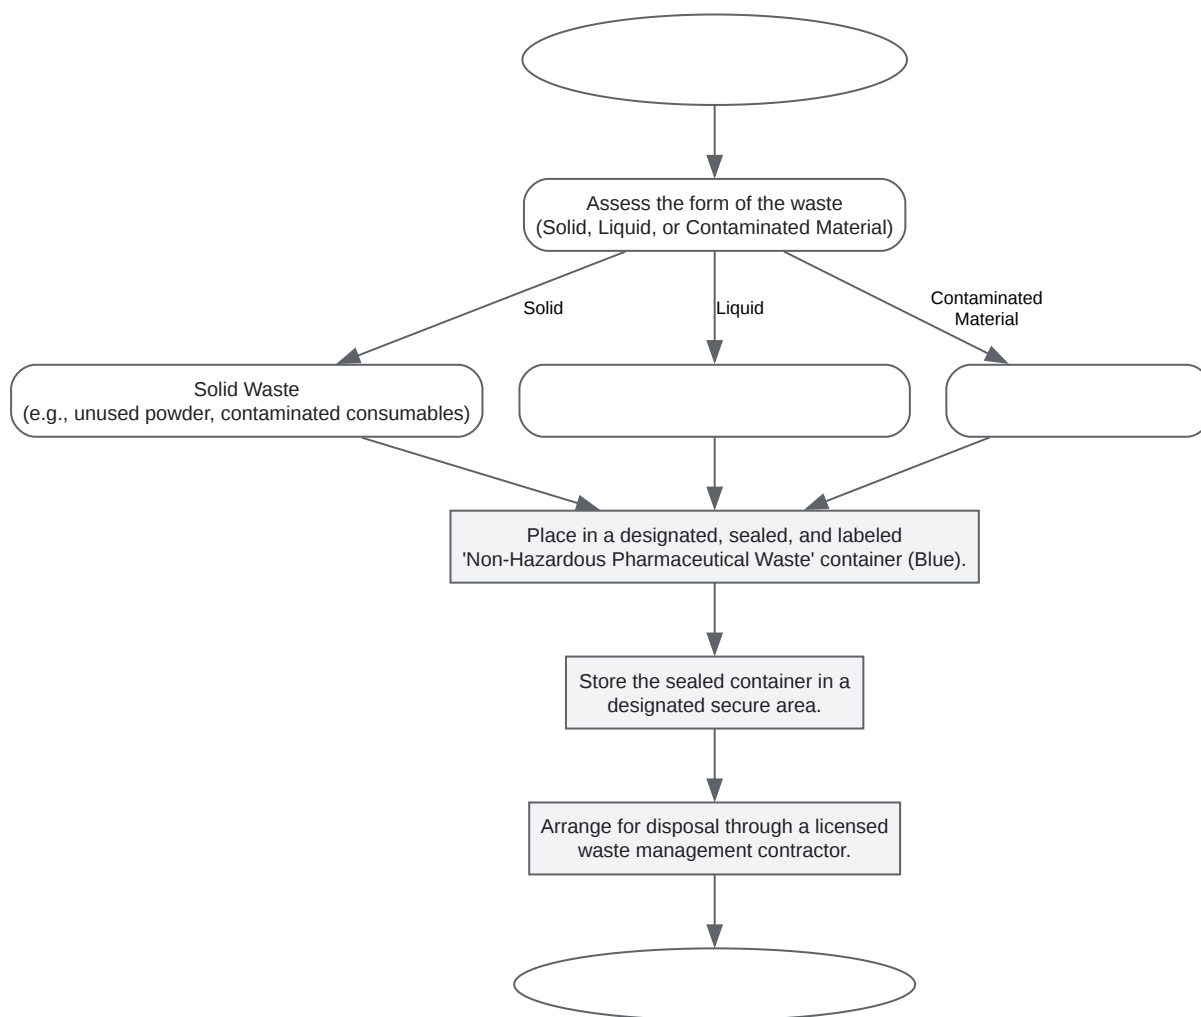 Assess the form of the waste
(Solid, Liquid, or Contaminated Material)
Solid
Liquid
Contaminated
Material
Solid Waste
(e.g., unused powder, contaminated consumables)
Place in a designated, sealed, and labeled
'Non-Hazardous Pharmaceutical Waste' container (Blue).
Store the sealed container in a
designated secure area.
Arrange for disposal through a licensed
waste management contractor.